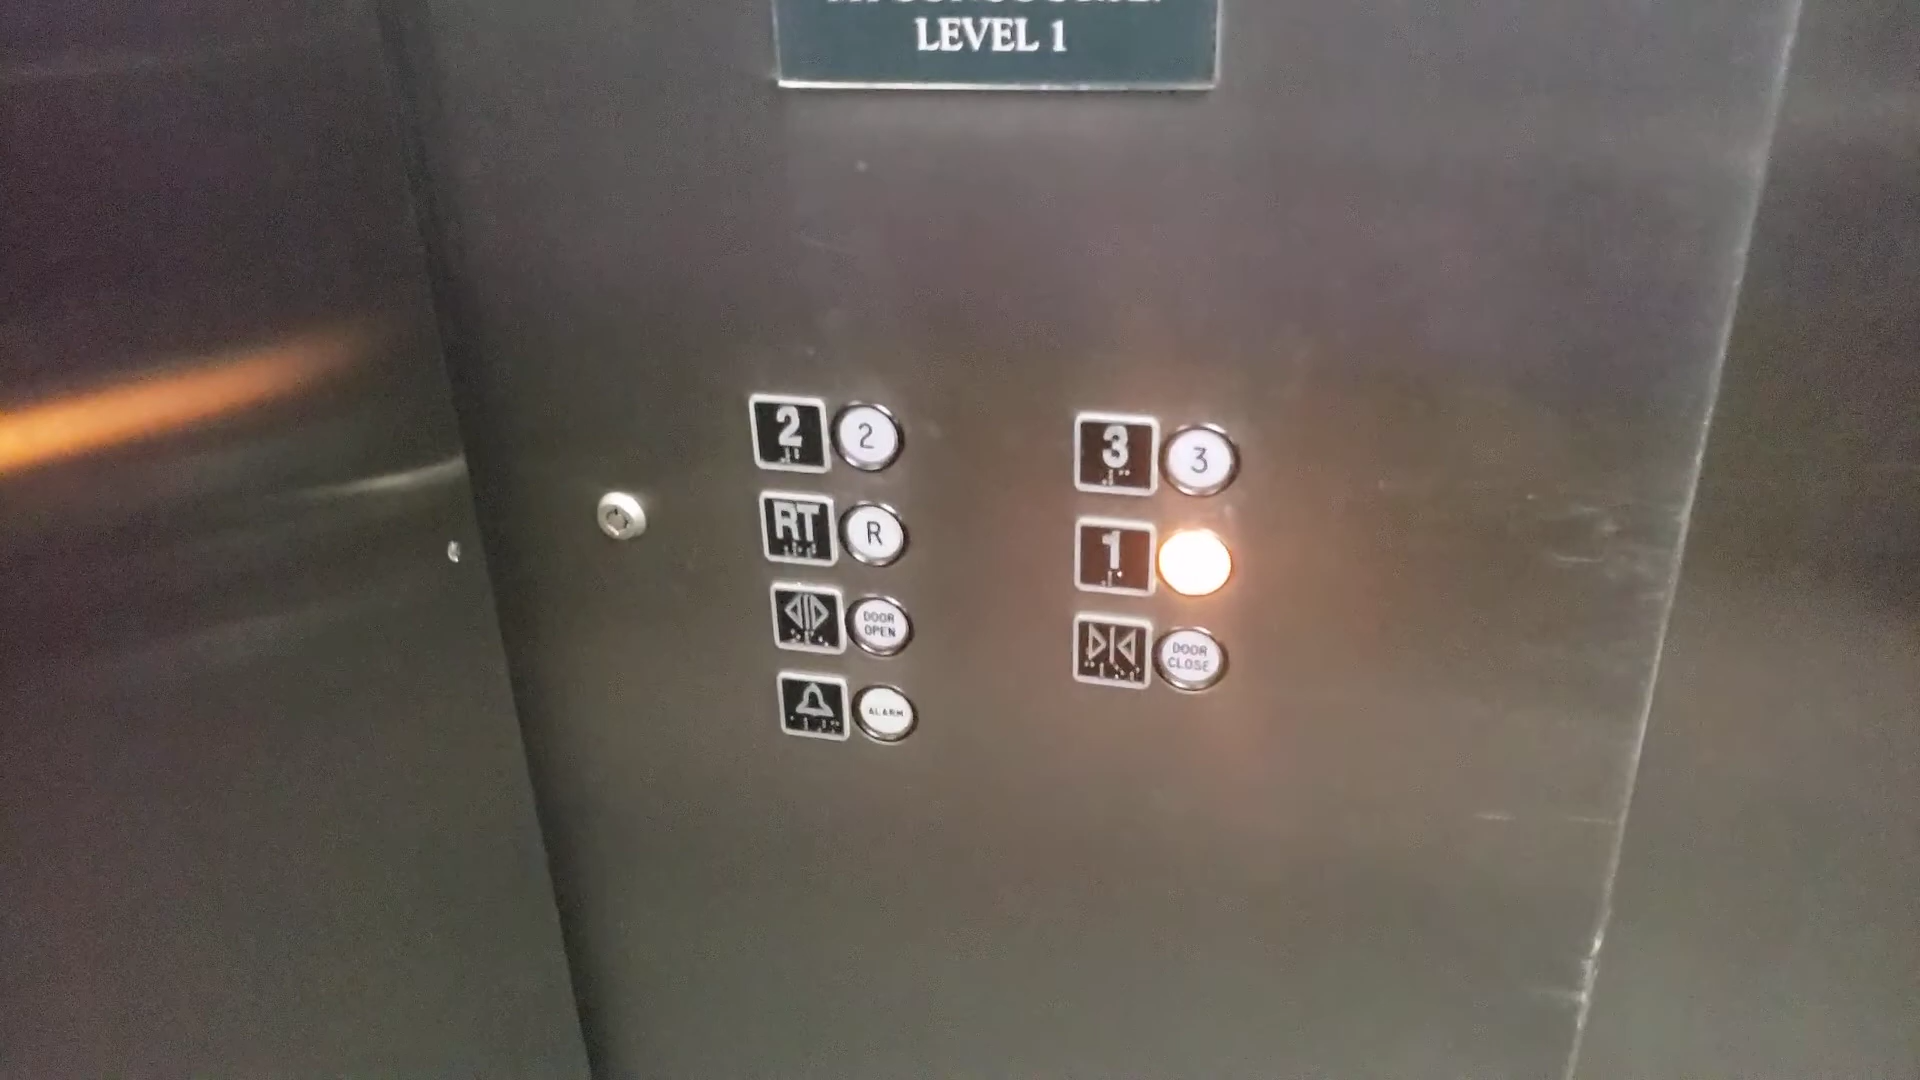 LEVEL 1
2 2
3 3
RT R
1
DOOR
OPEN
DOOR
CLOSE
ALARM